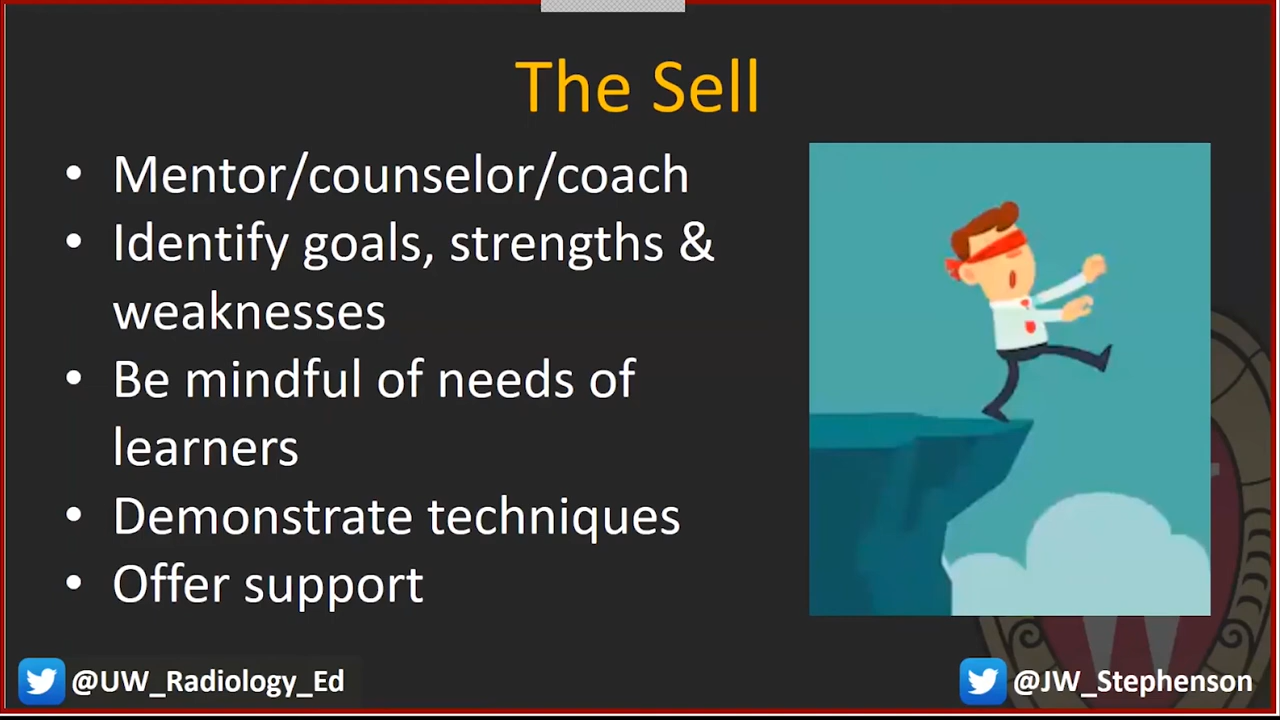 The Sell
• Mentor/counselor/coach
• Identify goals, strengths &
weaknesses
• Be mindful of needs of
learners
• Demonstrate techniques
• Offer support
@UW_Radiology_Ed
@JW_Stephenson